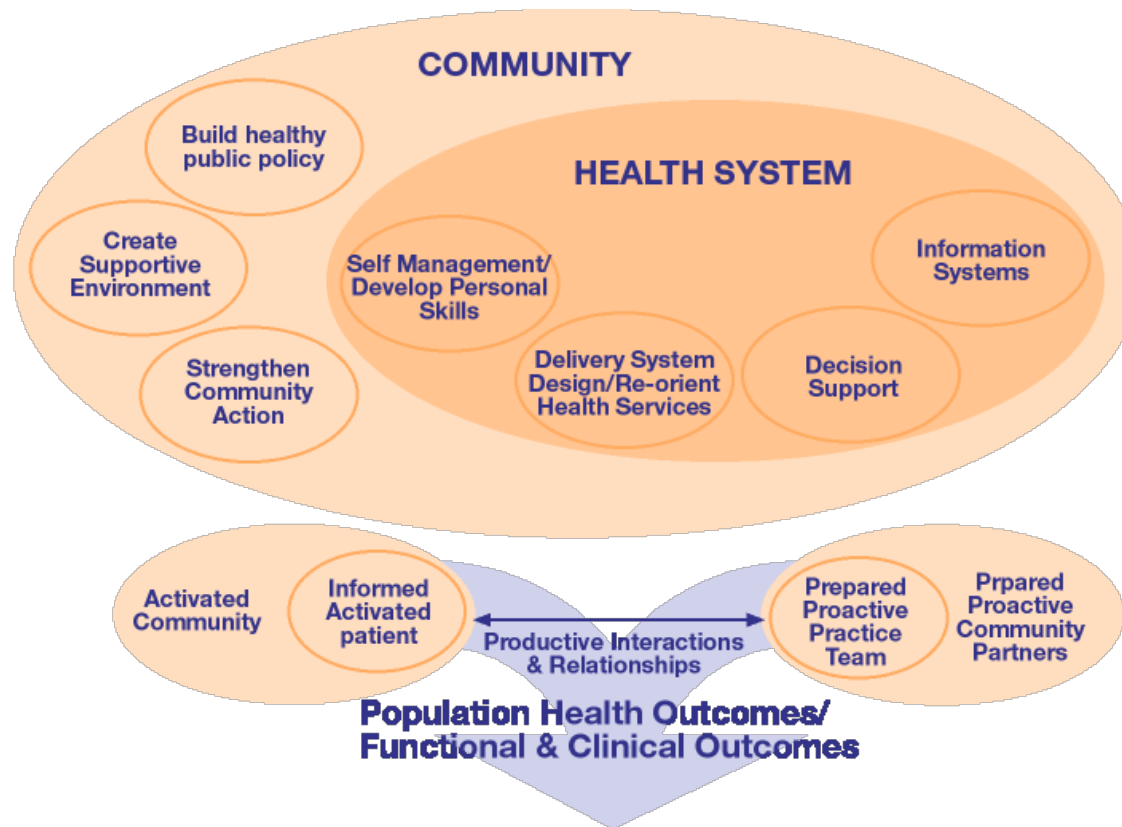 COMMUNITY
Build healthy
public policy
HEALTH SYSTEM
Create
Supportive
Environment
Self Management/
Develop Personal
Skills
Information
Systems
Strengthen
Community
Action
Delivery System
Design/Re-orient
Health Services
Decision
Support
Activated
Community
Informed
Activated
patient
Productive Interactions
& Relationships
Prepared
Proactive
Practice
Team
Prpared
Proactive
Community
Partners
Population Health Outcomes/
Functional & Clinical Outcomes